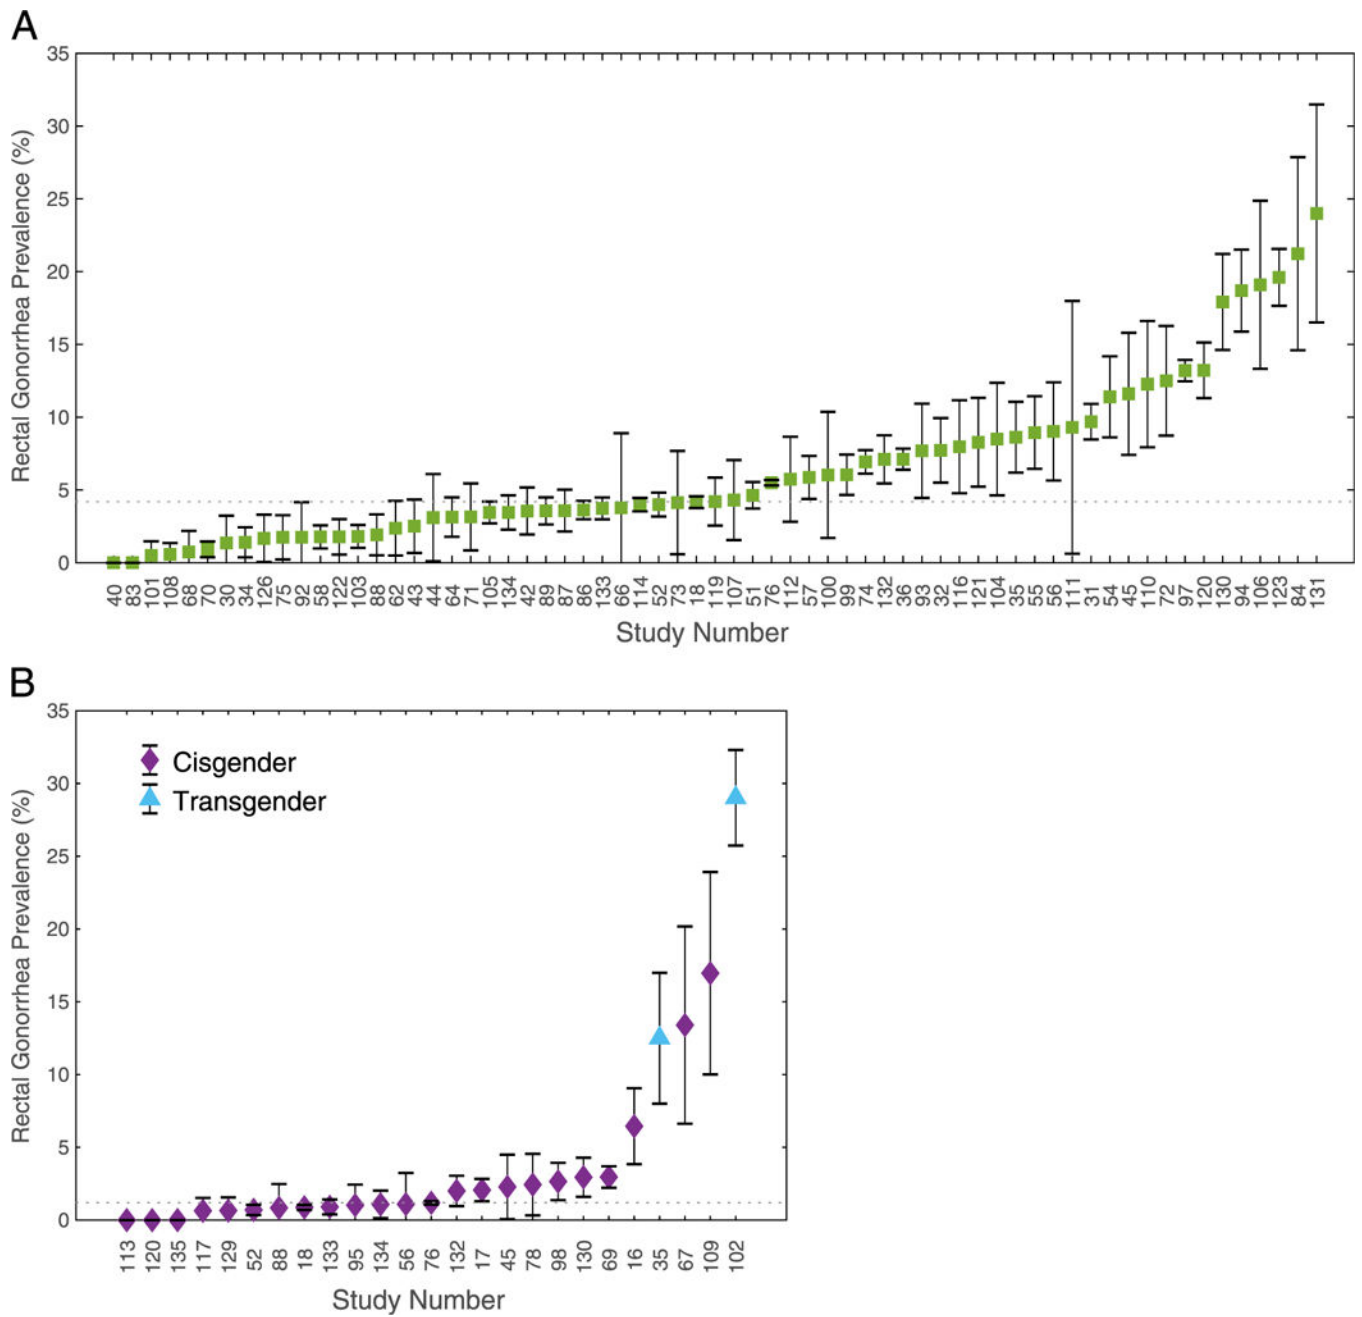 A
35
30
25
20
15
10
5
0
Rectal Gonorrhea Prevalence (%)
40 83 101 108 68 70 30 34 126 75 92 58 122 103 88 62 43 44 64 71 105 134 42 89 87 86 133 66 114 52 73 18 119 107 51 76 112 57 100 99 74 132 36 93 32 116 121 104 35 55 56 111 31 54 45 110 72 97 120 130 94 106 123 84 131
Study Number
B
35
30
25
20
15
10
5
0
Rectal Gonorrhea Prevalence (%)
Cisgender
Transgender
113 120 135 117 129 52 88 18 133 95 134 56 76 132 17 45 78 98 130 69 16 35 67 109 102
Study Number